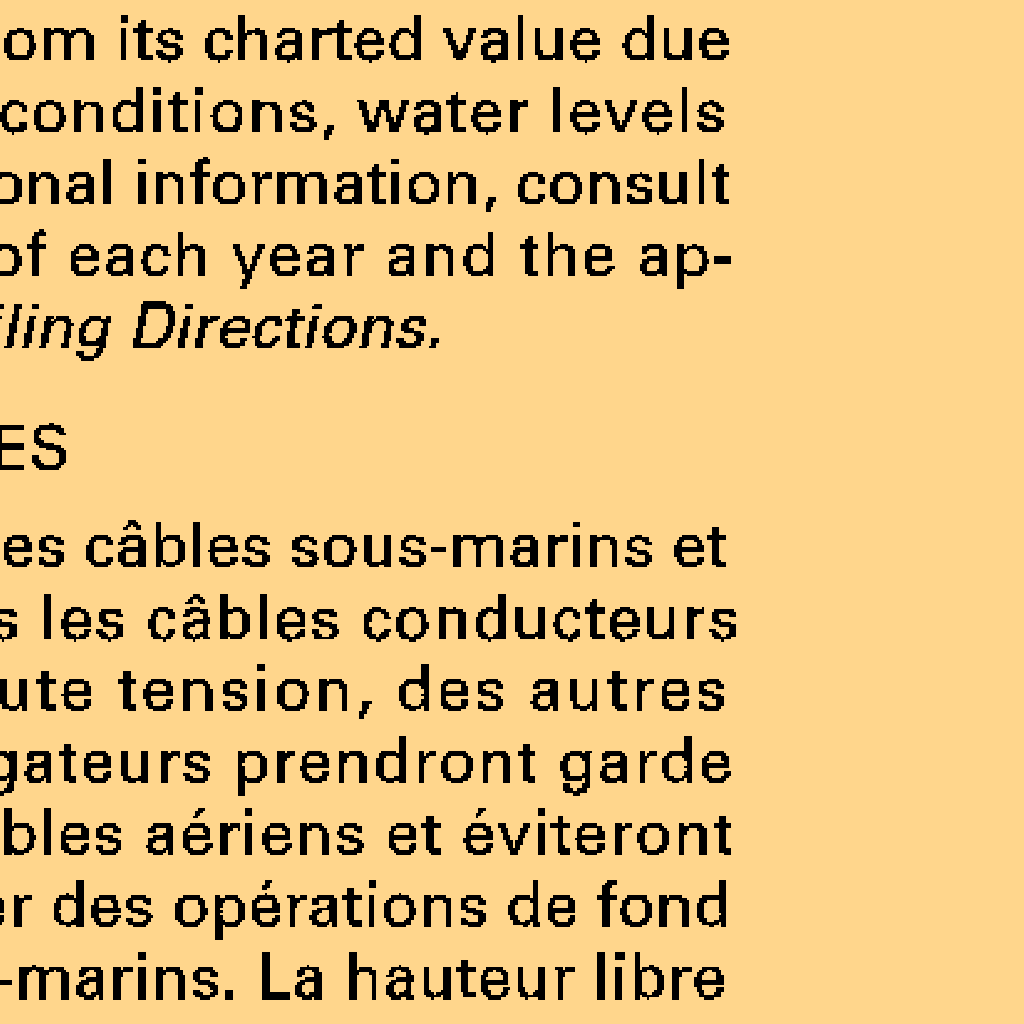 om its charted value due
conditions, water levels
onal information, consult
of each year and the ap-
iling Directions.
ES
es câbles sous-marins et
s les câbles conducteurs
ute tension, des autres
gateurs prendront garde
bles aériens et éviteront
er des opérations de fond
-marins. La hauteur libre